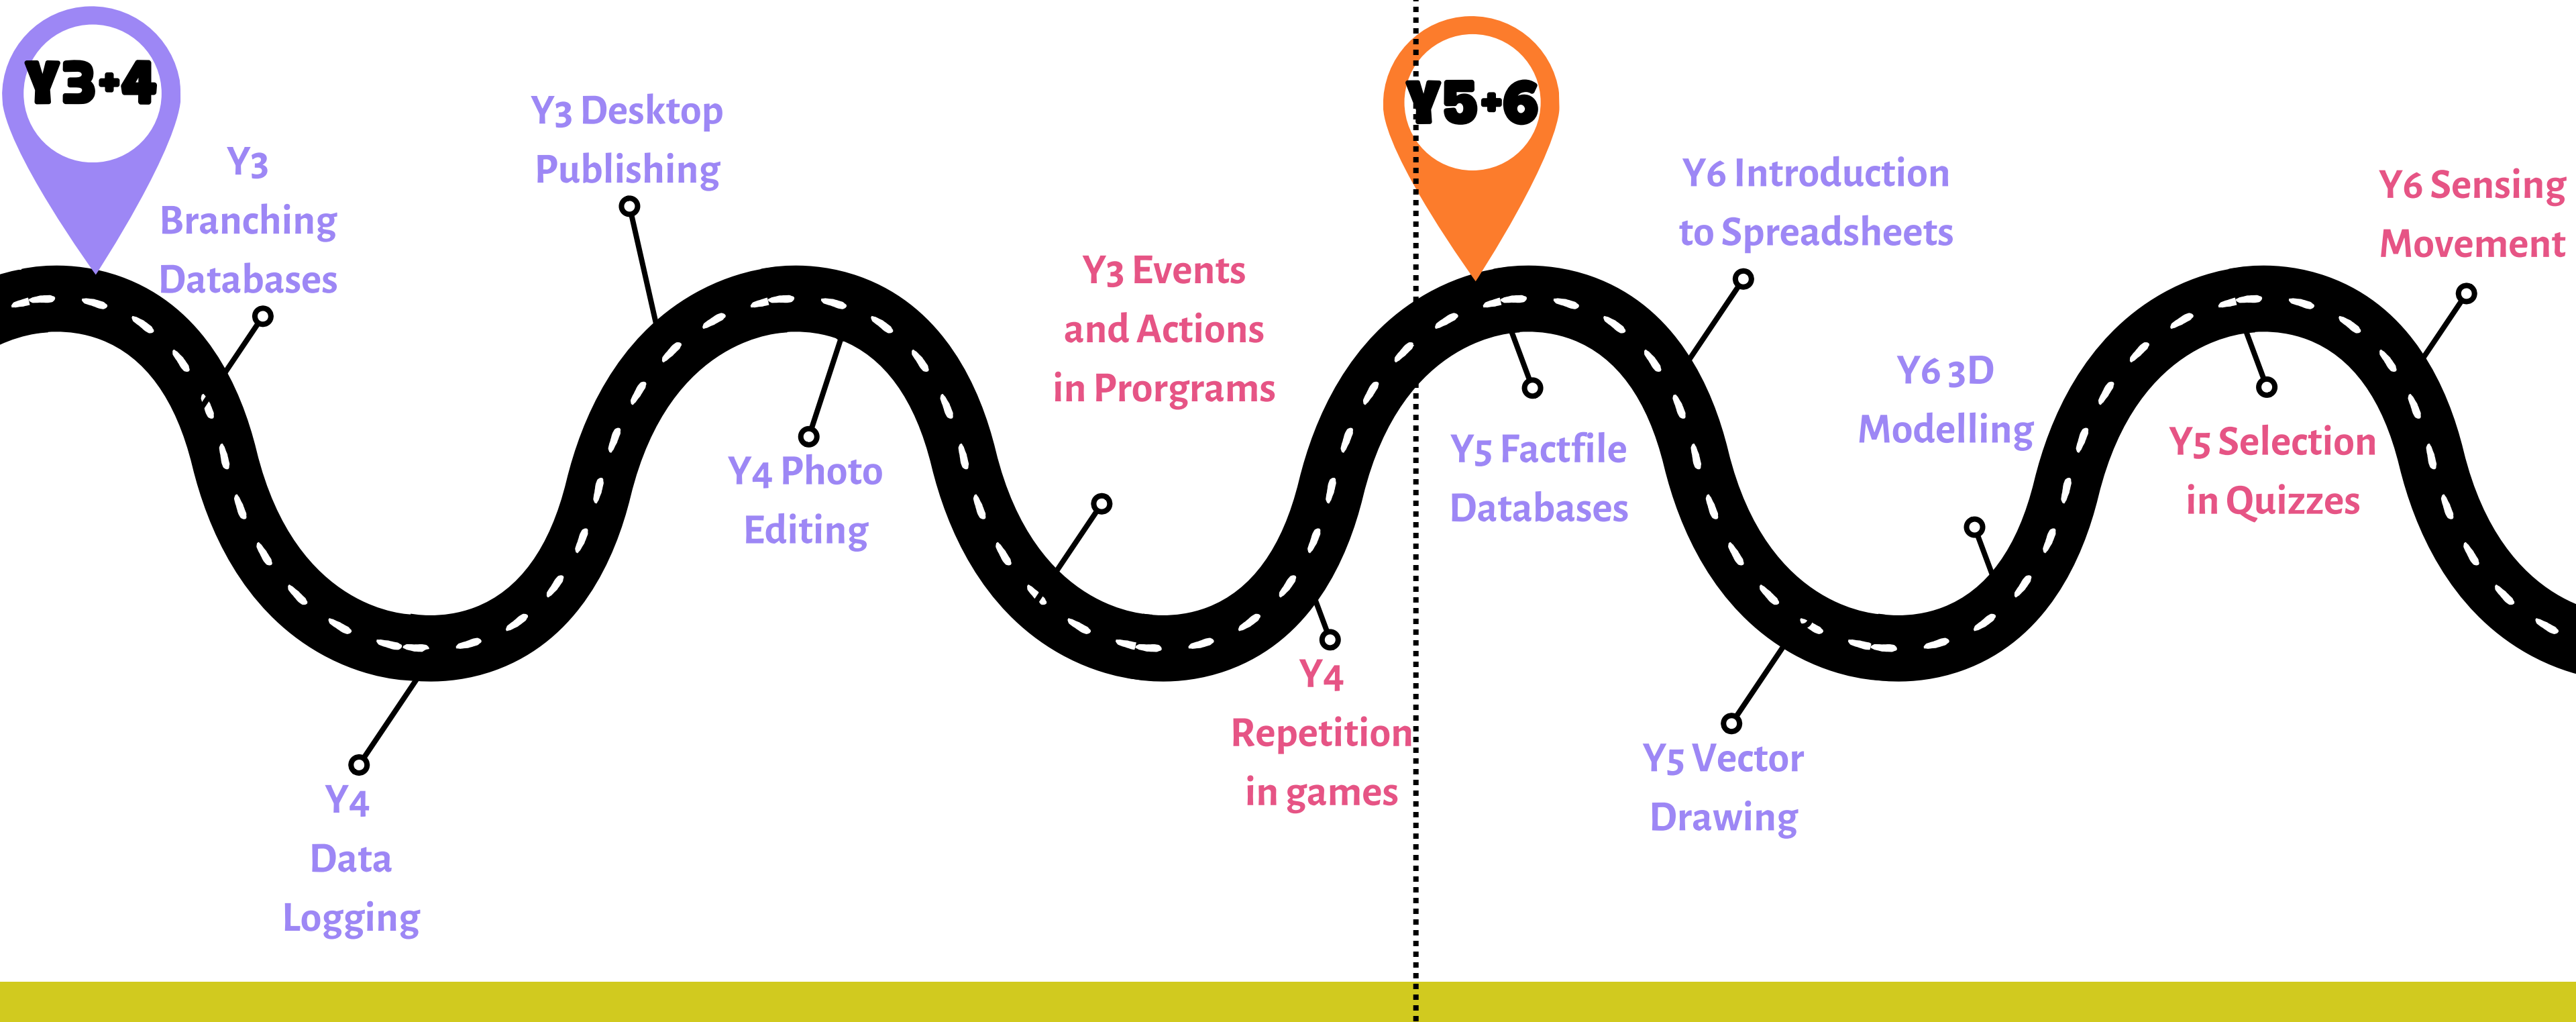 Y3+4
Y3
Branching
Databases
Y4
Data
Logging
Y3 Desktop
Publishing
Y4 Photo
Editing
Y3 Events
and Actions
in Prorgrams
Y4
Repetition
in games
Y5+6
Y5 Factfile
Databases
Y6 Introduction
to Spreadsheets
Y5 Vector
Drawing
Y6 3D
Modelling
Y5 Selection
in Quizzes
Y6 Sensing
Movement